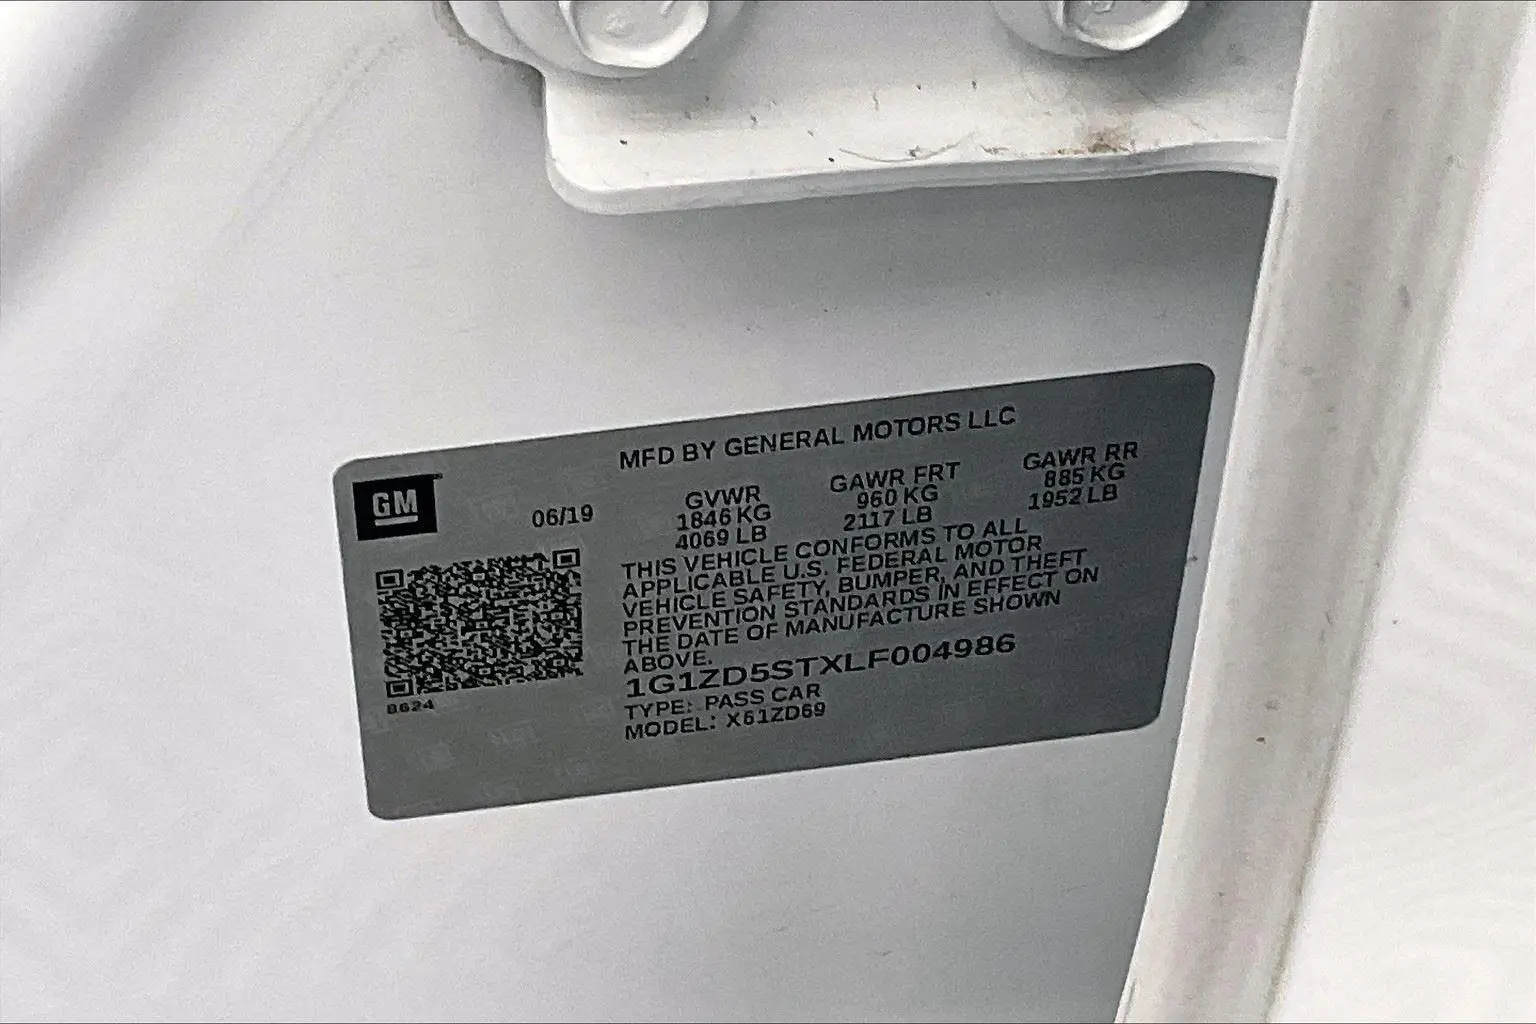 MFD BY GENERAL MOTORS LLC
GM
06/19
GVWR
1846 KG
4069 LB
GAWR FRT
960 KG
2117 LB
GAWR RR
885 KG
1952 LB
THIS VEHICLE CONFORMS TO ALL
APPLICABLE U.S. FEDERAL MOTOR
VEHICLE SAFETY, BUMPER, AND THEFT
PREVENTION STANDARDS IN EFFECT ON
THE DATE OF MANUFACTURE SHOWN
ABOVE.
1G1ZD5STXLF004986
TYPE: PASS CAR
MODEL: X61ZD69
8624